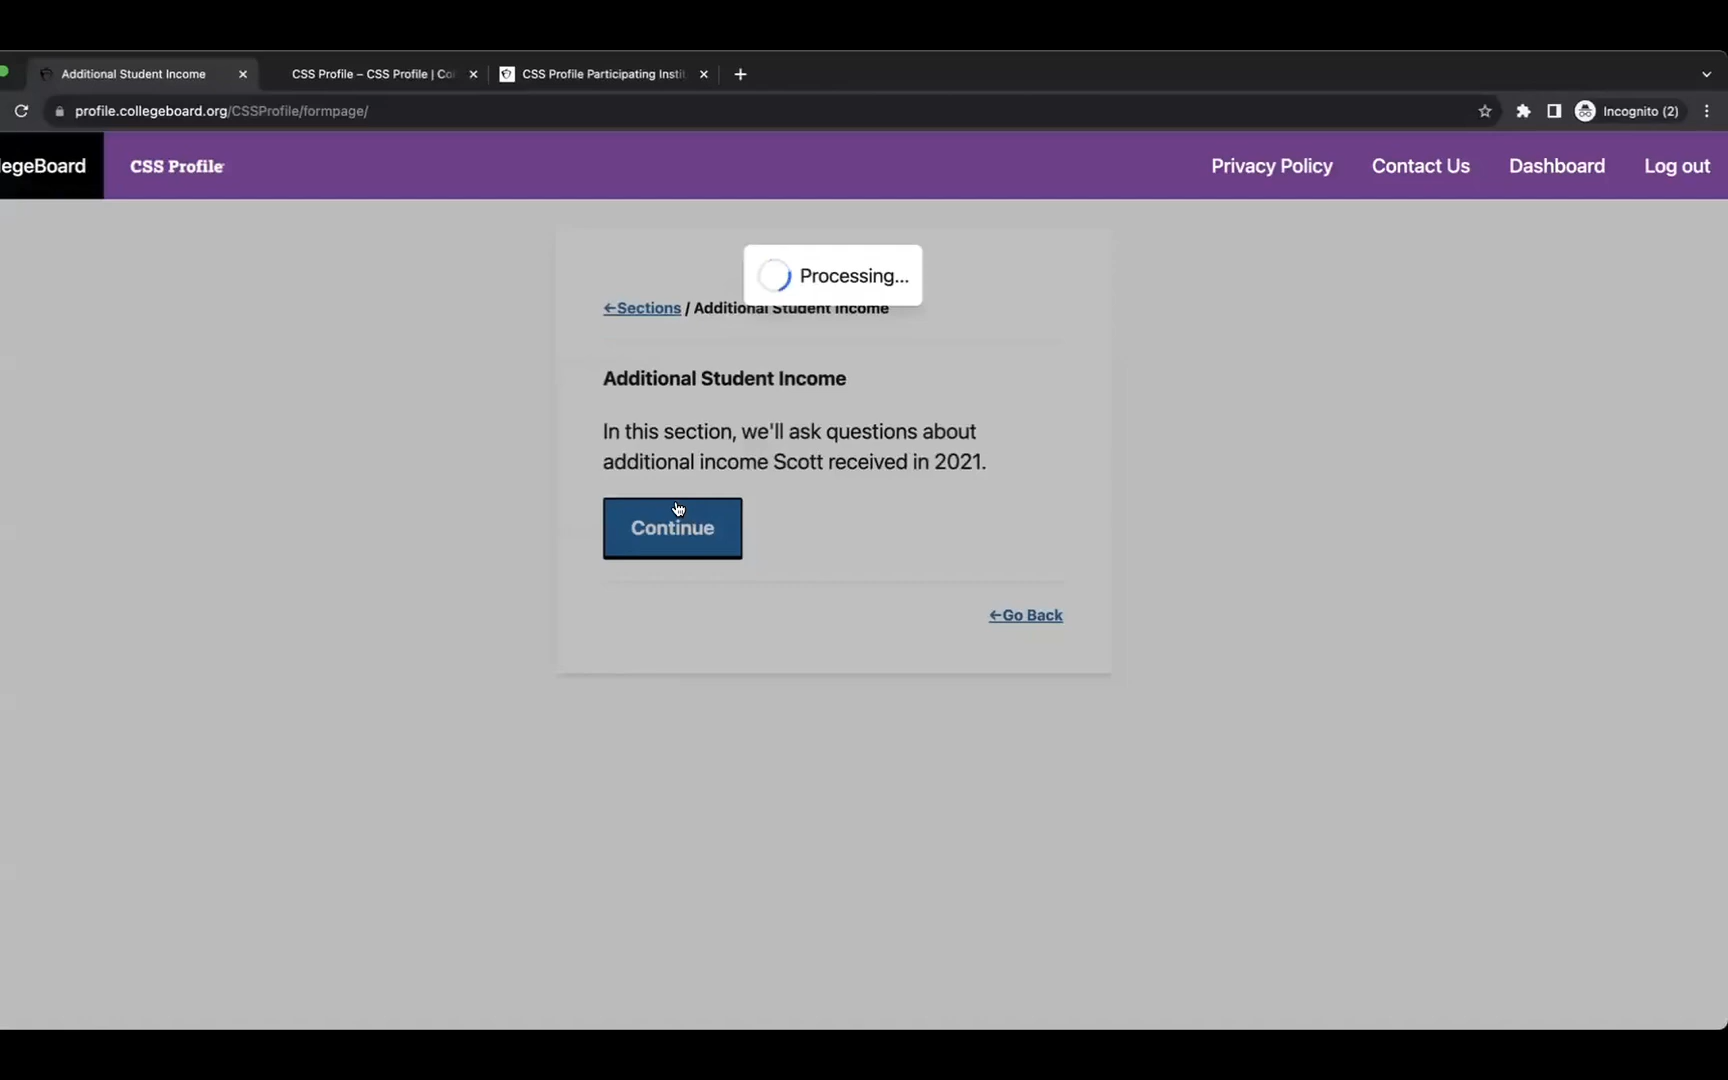 Additional Student Income
CSS Profile – CSS Profile | Co
CSS Profile Participating Insti
profile.collegeboard.org/CSSProfile/formpage/
Incognito (2)
legeBoard
CSS Profile
Privacy Policy
Contact Us
Dashboard
Log out
Processing...
←Sections / Additional Student Income
Additional Student Income
In this section, we'll ask questions about
additional income Scott received in 2021.
Continue
←Go Back